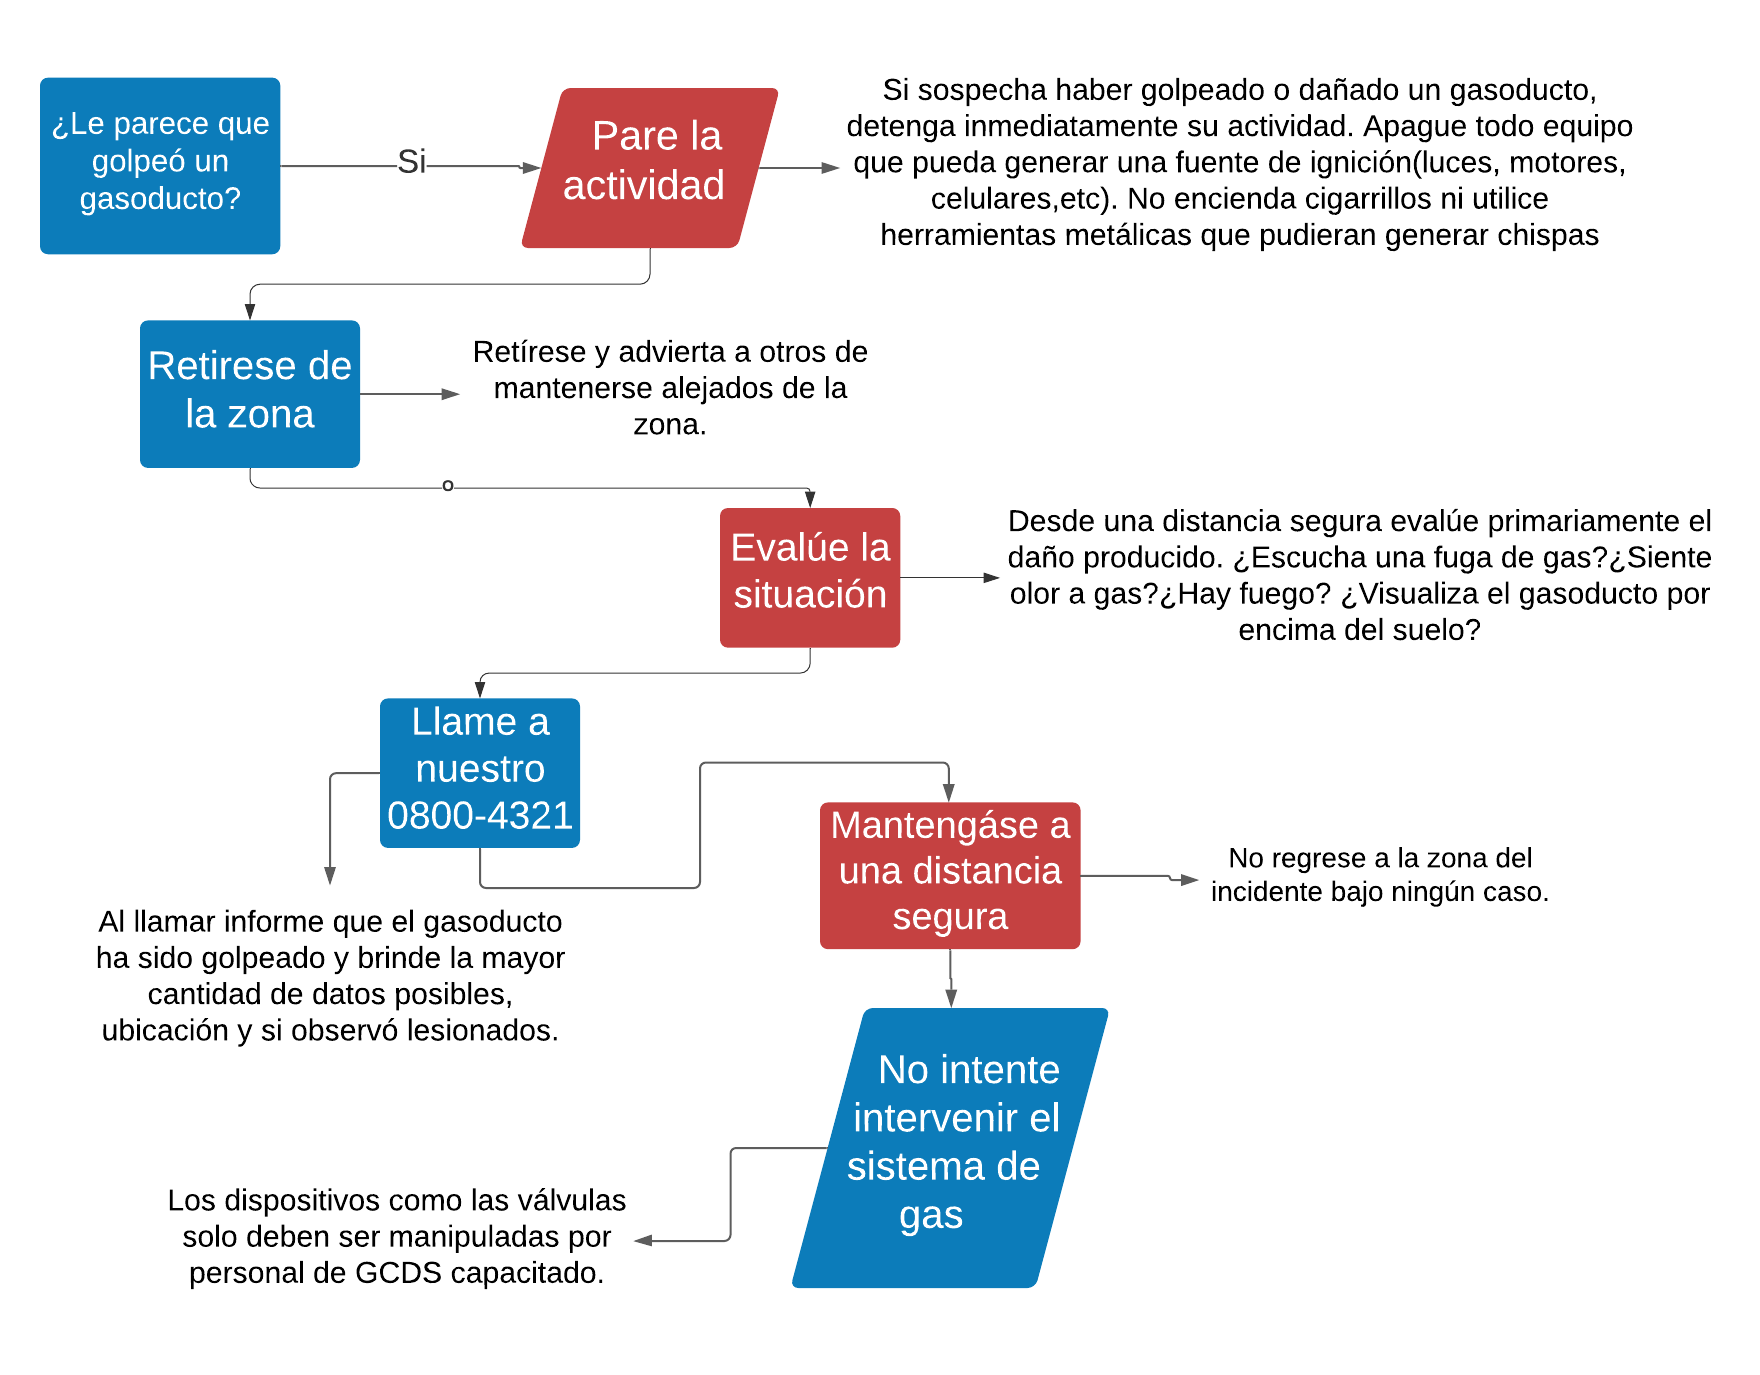 ¿Le parece que
golpeó un
gasoducto?
Si
Pare la
actividad
Si sospecha haber golpeado o dañado un gasoducto,
detenga inmediatamente su actividad. Apague todo equipo
que pueda generar una fuente de ignición(luces, motores,
celulares,etc). No encienda cigarrillos ni utilice
herramientas metálicas que pudieran generar chispas
Retirese de
la zona
Retírese y advierta a otros de
mantenerse alejados de la
zona.
o
Evalúe la
situación
Desde una distancia segura evalúe primariamente el
daño producido. ¿Escucha una fuga de gas?¿Siente
olor a gas?¿Hay fuego? ¿Visualiza el gasoducto por
encima del suelo?
Llame a
nuestro
0800-4321
Al llamar informe que el gasoducto
ha sido golpeado y brinde la mayor
cantidad de datos posibles,
ubicación y si observó lesionados.
Mantengáse a
una distancia
segura
No regrese a la zona del
incidente bajo ningún caso.
No intente
intervenir el
sistema de
gas
Los dispositivos como las válvulas
solo deben ser manipuladas por
personal de GCDS capacitado.